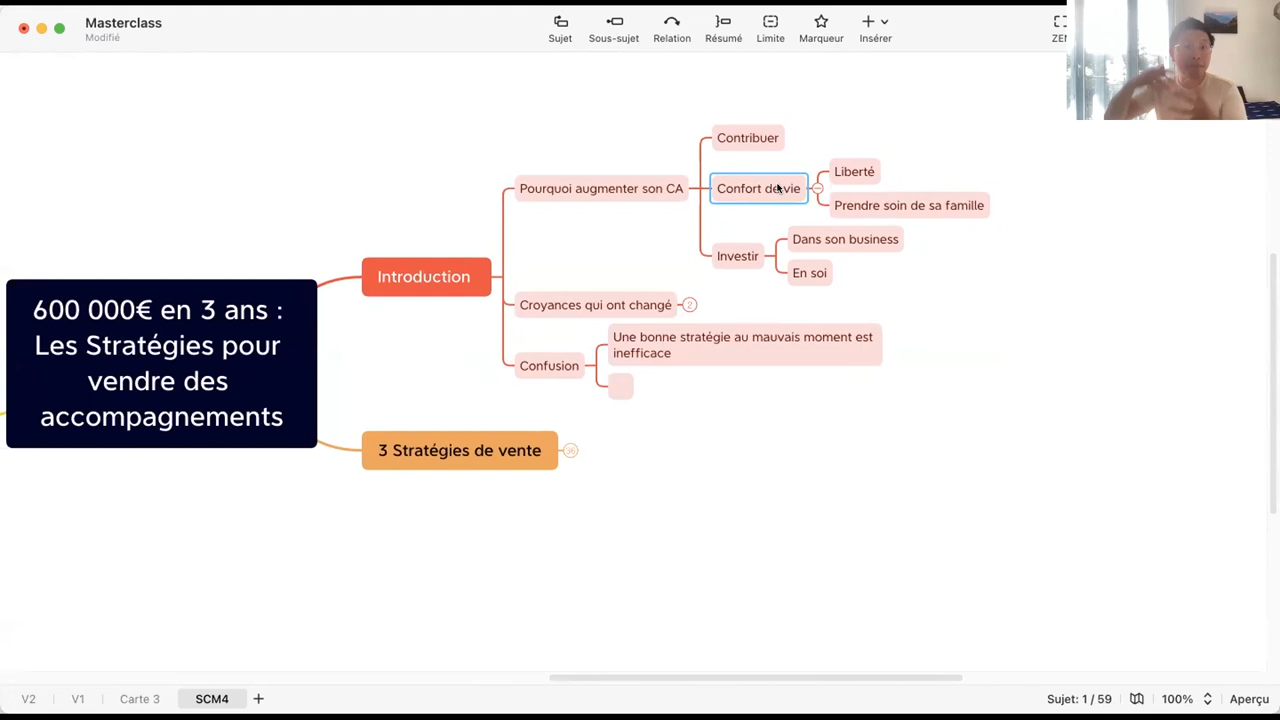 Masterclass
Modifié
Sujet
Sous-sujet
Relation
Résumé
Limite
Marqueur
Insérer
ZEN
600 000€ en 3 ans :
Les Stratégies pour
vendre des
accompagnements
Introduction
Pourquoi augmenter son CA
Contribuer
Confort de vie
Liberté
Prendre soin de sa famille
Investir
Dans son business
En soi
Croyances qui ont changé
2
Confusion
Une bonne stratégie au mauvais moment est
inefficace
3 Stratégies de vente
V2
V1
Carte 3
SCM4
Sujet: 1 / 59
100%
Aperçu